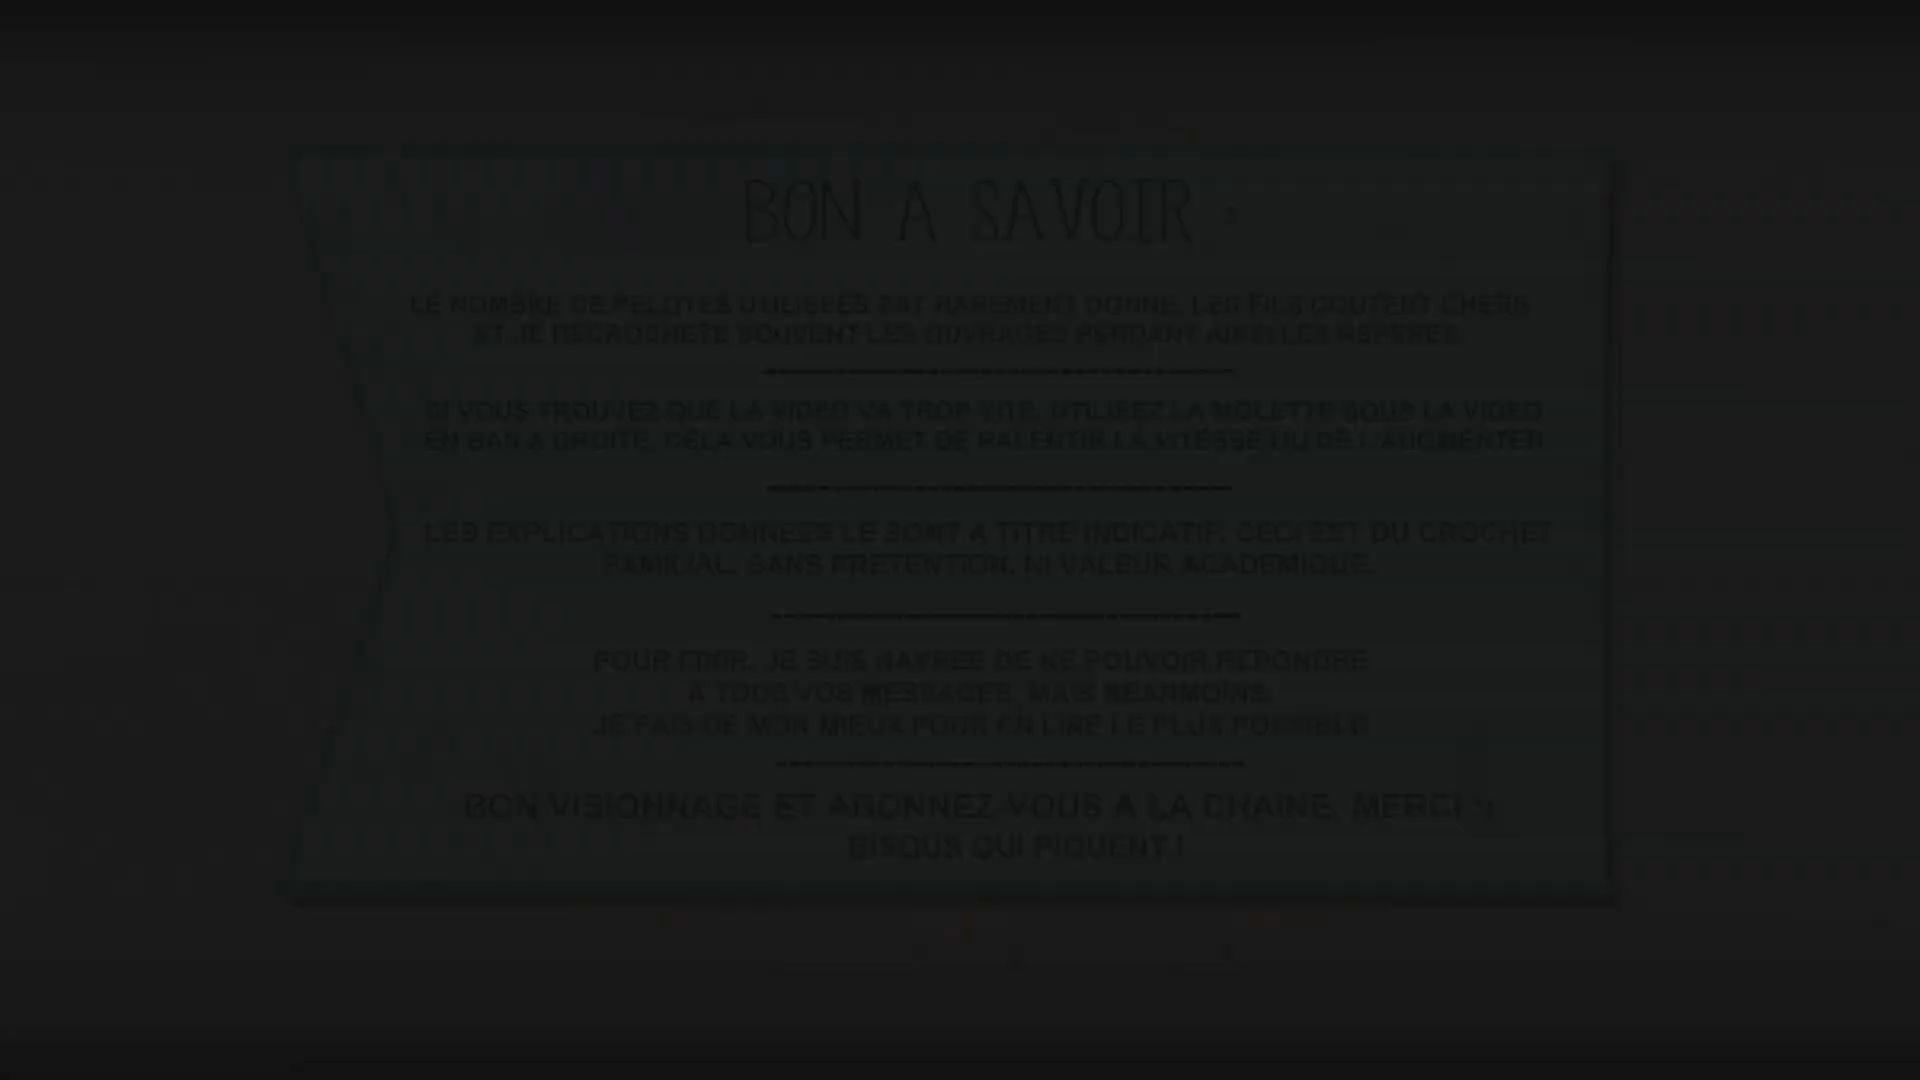 BON A SAVOIR :
LE NOMBRE DE PELOTES UTILISEES EST RAREMENT DONNE, LES FILS COUTENT CHERS
ET JE DECROCHETE SOUVENT LES OUVRAGES PERDANT AINSI LES REPERES
SI VOUS TROUVEZ QUE LA VIDEO VA TROP VITE, UTILISEZ LA MOLETTE SOUS LA VIDEO
EN BAS A DROITE, CELA VOUS PERMET DE RALENTIR LA VITESSE OU DE L'AUGMENTER
LES EXPLICATIONS DONNEES LE SONT A TITRE INDICATIF. CECI EST DU CROCHET
FAMILIAL, SANS PRETENTION, NI VALEUR ACADEMIQUE.
POUR FINIR, JE SUIS NAVREE DE NE POUVOIR REPONDRE
A TOUS VOS MESSAGES, MAIS NEANMOINS,
JE FAIS DE MON MIEUX POUR EN LIRE LE PLUS POSSIBLE
BON VISIONNAGE ET ABONNEZ-VOUS A LA CHAINE, MERCI :)
BISOUS QUI PIQUENT !